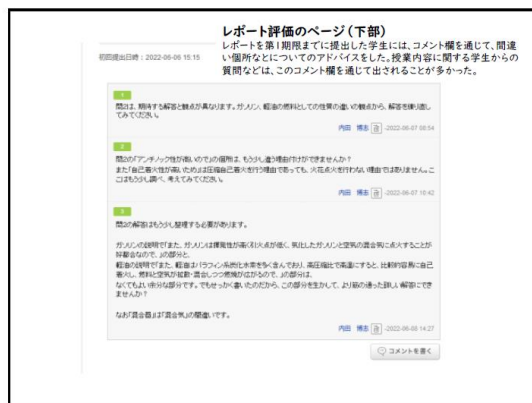 レポート評価のページ(下部)
レポートを第1期限までに提出した学生には、コメント欄を通じて、間違
い個所などについてのアドバイスをした。授業内容に関する学生からの
質問などは、このコメント欄を通じて出されることが多かった。
初回提出日時:2022-06-06 15:15
1
問2は、期待する解答と観点が異なります。ガソリン、軽油の燃料としての性質の違いの観点から、解答を練り直し
てみてください。
内田 博志 -2022-06-07 08:54
2
問2の「アンチノック性が高いので」の個所は、もう少し違う理由付けができませんか?
また「自己着火性が高いため」は圧縮自己着火を行う理由であっても、火花点火を行わない理由ではありません。こ
こはもう少し調べ、考えてみてください。
内田 博志 -2022-06-07 10:42
3
問2の解答はもう少し整理する必要があります。
ガソリンの説明で「また、ガソリンは揮発性が高く引火点が低く、気化したガソリンと空気の混合気に点火することが
好都合なので、」の部分と、
軽油の説明で「また、軽油はパラフィン系炭化水素を多く含んでおり、高圧縮比で高温にすると、比較的容易に自己
着火し、燃料と空気が拡散・混合しつつ燃焼が広がるので、」の部分は、
なくてもよい余分な部分です。でもせっかく書いたのだから、この部分を生かして、より筋の通った詳しい解答にでき
ませんか?
なお「混合器」は「混合気」の間違いです。
内田 博志 -2022-06-08 14:27
コメントを書く